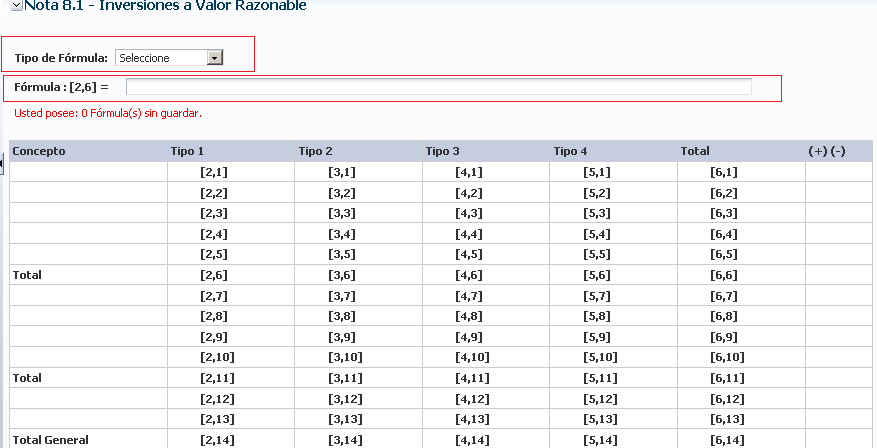 Nota 8.1 - Inversiones a Valor Razonable
Tipo de Fórmula: Seleccione
Fórmula : [2,6] =
Usted posee: 0 Fórmula(s) sin guardar.
Concepto Tipo 1 Tipo 2 Tipo 3 Tipo 4 Total (+) (-)
[2,1] [3,1] [4,1] [5,1] [6,1]
[2,2] [3,2] [4,2] [5,2] [6,2]
[2,3] [3,3] [4,3] [5,3] [6,3]
[2,4] [3,4] [4,4] [5,4] [6,4]
[2,5] [3,5] [4,5] [5,5] [6,5]
Total [2,6] [3,6] [4,6] [5,6] [6,6]
[2,7] [3,7] [4,7] [5,7] [6,7]
[2,8] [3,8] [4,8] [5,8] [6,8]
[2,9] [3,9] [4,9] [5,9] [6,9]
[2,10] [3,10] [4,10] [5,10] [6,10]
Total [2,11] [3,11] [4,11] [5,11] [6,11]
[2,12] [3,12] [4,12] [5,12] [6,12]
[2,13] [3,13] [4,13] [5,13] [6,13]
Total General [2,14] [3,14] [4,14] [5,14] [6,14]